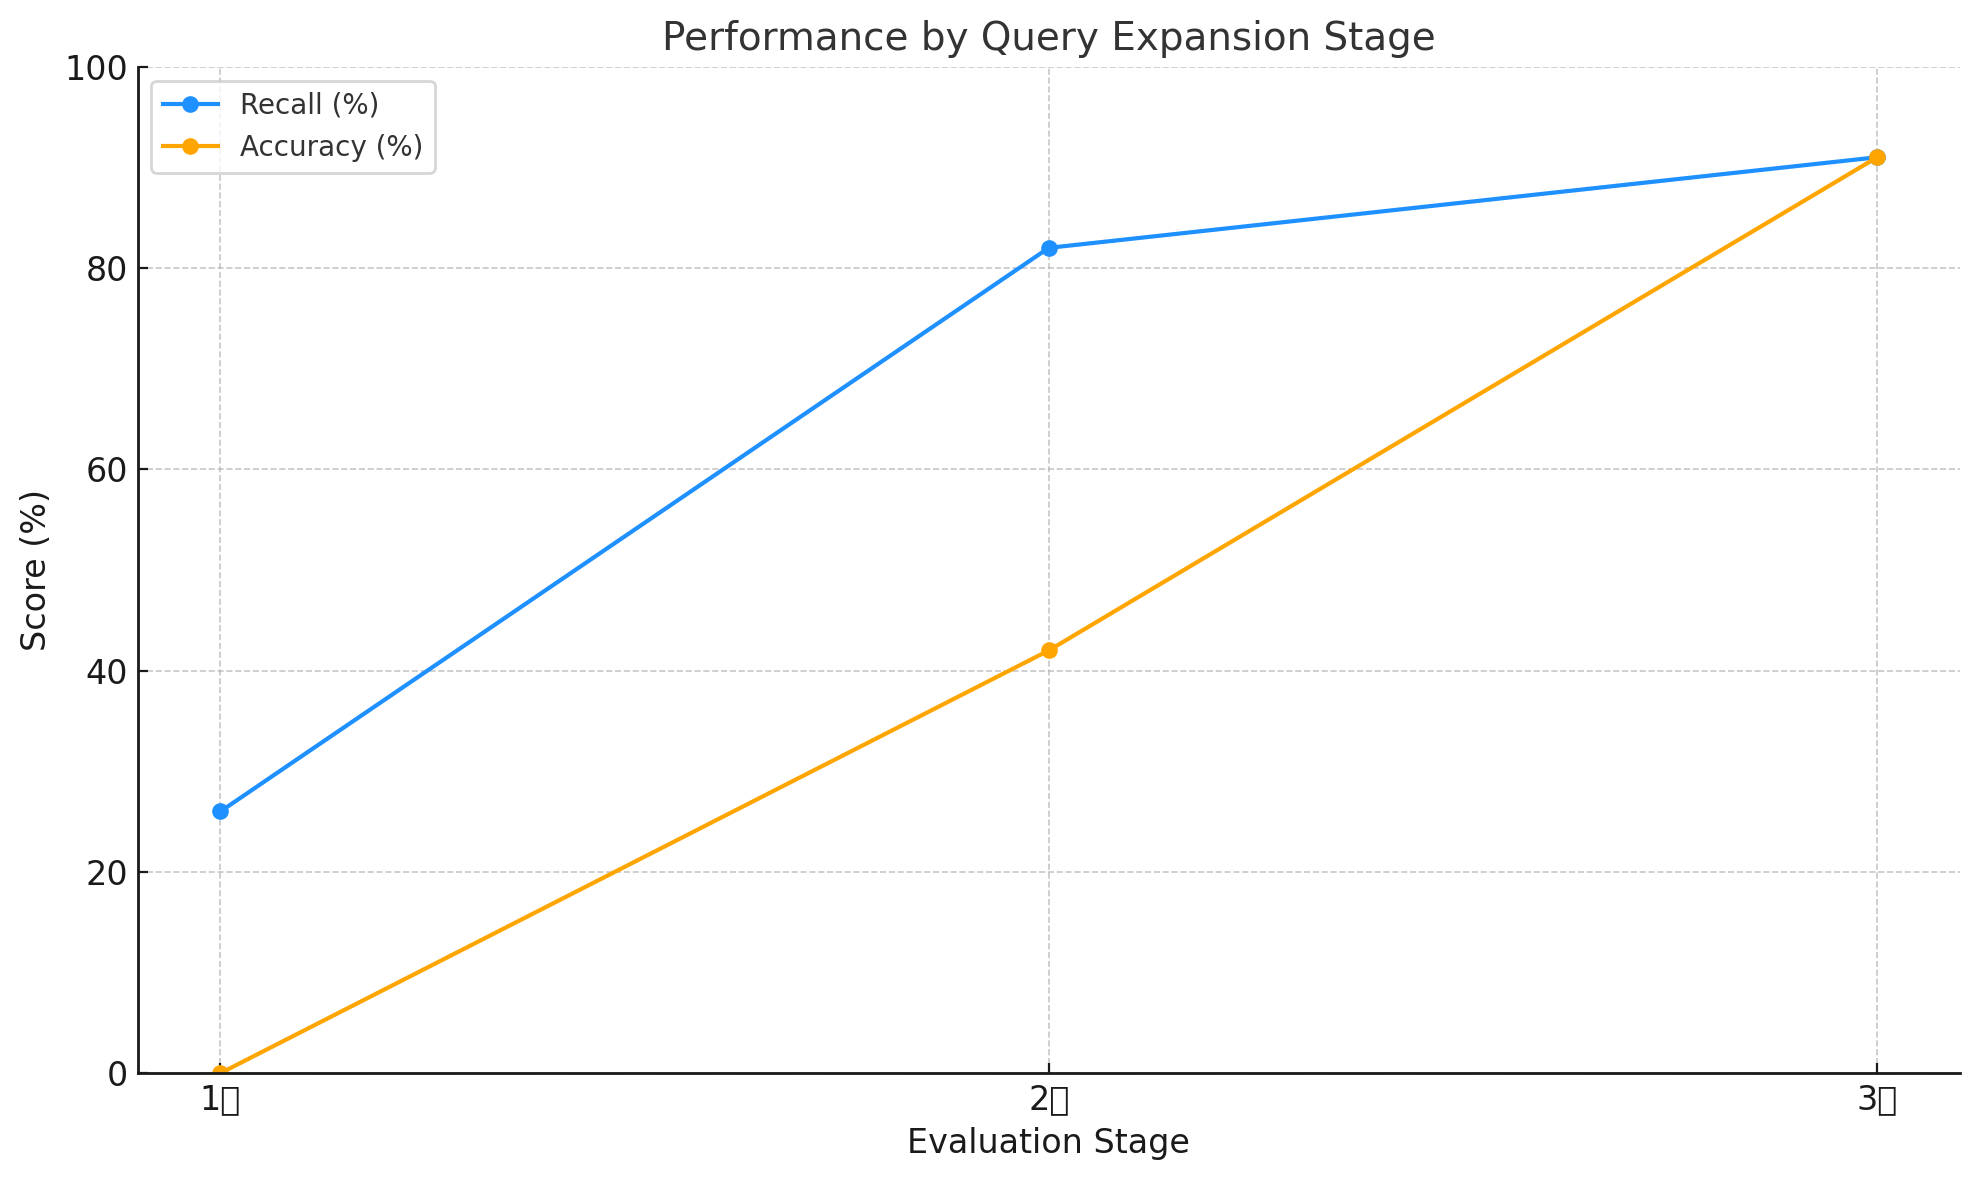 Performance by Query Expansion Stage
Recall (%)
Accuracy (%)
100
80
60
40
20
0
Score (%)
1
2
3
Evaluation Stage